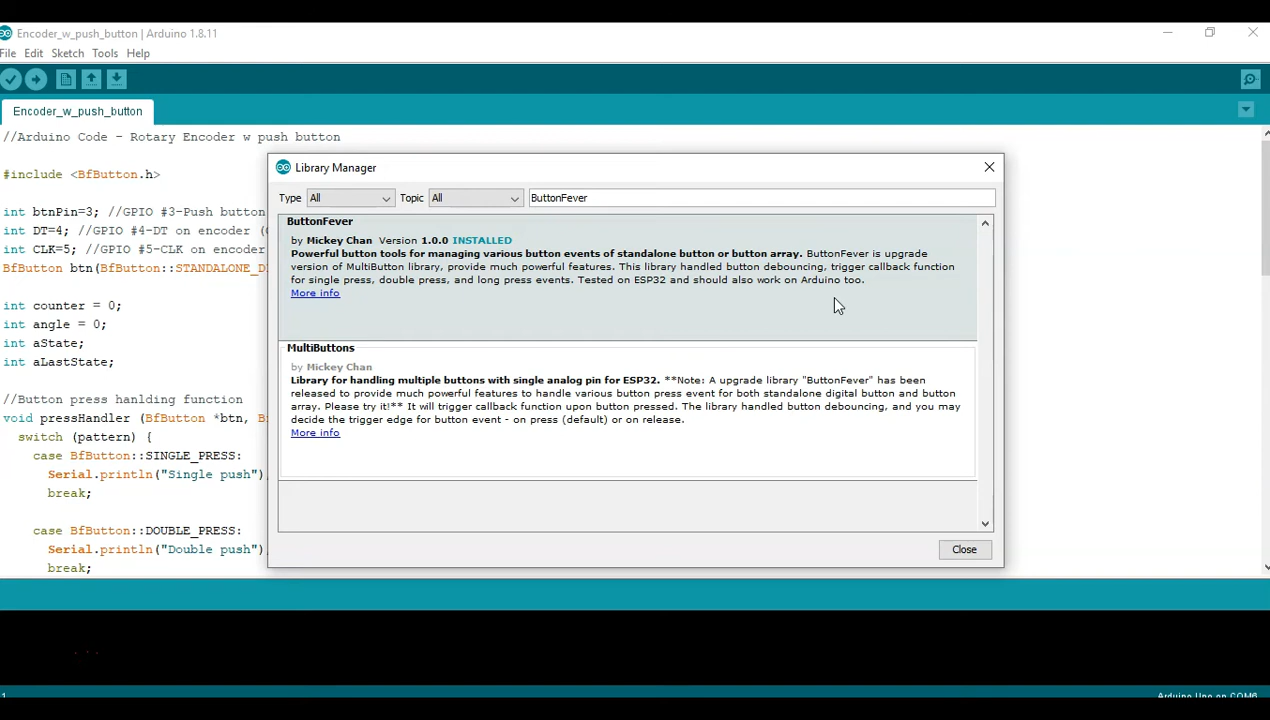 Encoder_w_push_button | Arduino 1.8.11
File Edit Sketch Tools Help
Encoder_w_push_button
//Arduino Code - Rotary Encoder w push button
#include <BfButton.h>
int btnPin=3; //GPIO #3-Push button
int DT=4; //GPIO #4-DT on encoder
int CLK=5; //GPIO #5-CLK on encoder
BfButton btn(BfButton::STANDALONE_D
int counter = 0;
int angle = 0;
int aState;
int aLastState;
//Button press hanlding function
void pressHandler (BfButton *btn,
switch (pattern) {
case BfButton::SINGLE_PRESS:
Serial.println("Single push")
break;
case BfButton::DOUBLE_PRESS:
Serial.println("Double push")
break;
Library Manager
Type All Topic All ButtonFever
ButtonFever
by Mickey Chan Version 1.0.0 INSTALLED
Powerful button tools for managing various button events of standalone button or button array. ButtonFever is upgrade
version of MultiButton library, provide much powerful features. This library handled button debouncing, trigger callback function
for single press, double press, and long press events. Tested on ESP32 and should also work on Arduino too.
More info
MultiButtons
by Mickey Chan
Library for handling multiple buttons with single analog pin for ESP32. **Note: A upgrade library "ButtonFever" has been
released to provide much powerful features to handle various button press event for both standalone digital button and button
array. Please try it!** It will trigger callback function upon button pressed. The library handled button debouncing, and you may
decide the trigger edge for button event - on press (default) or on release.
More info
Close
1
Arduino Uno on COM6